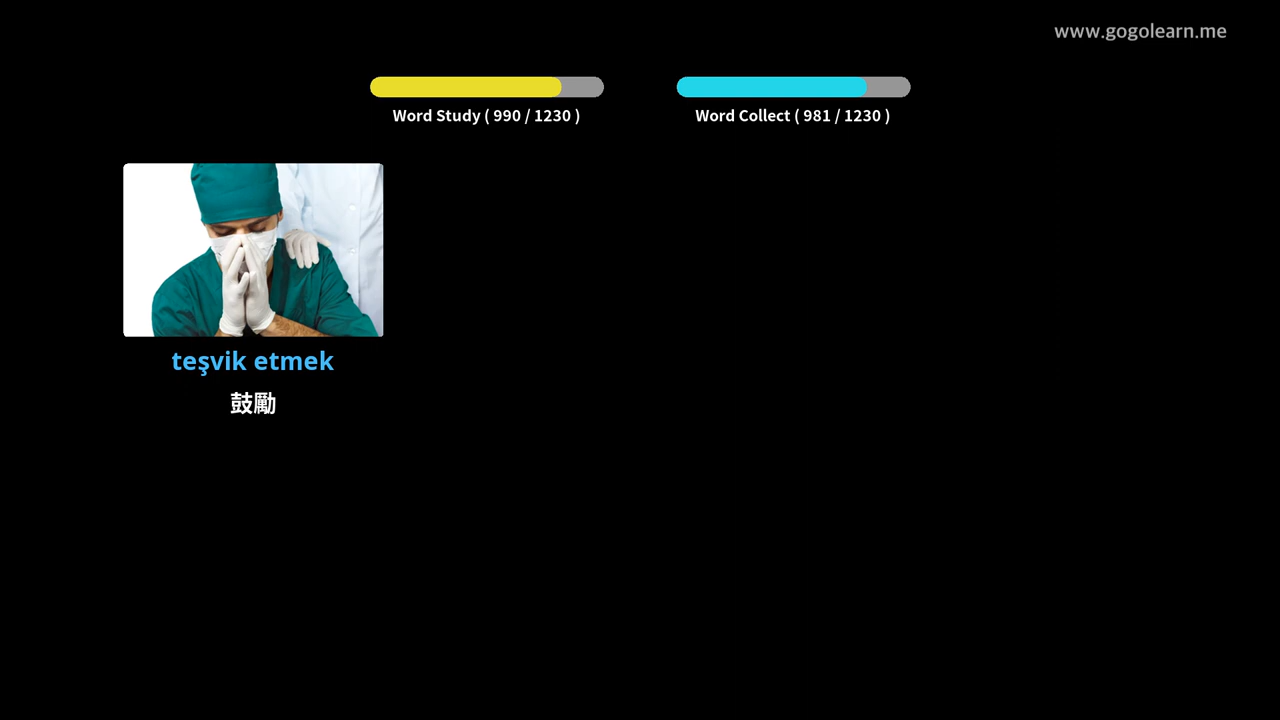 www.gogolearn.me
Word Study ( 990 / 1230 )
Word Collect ( 981 / 1230 )
teşvik etmek
鼓勵